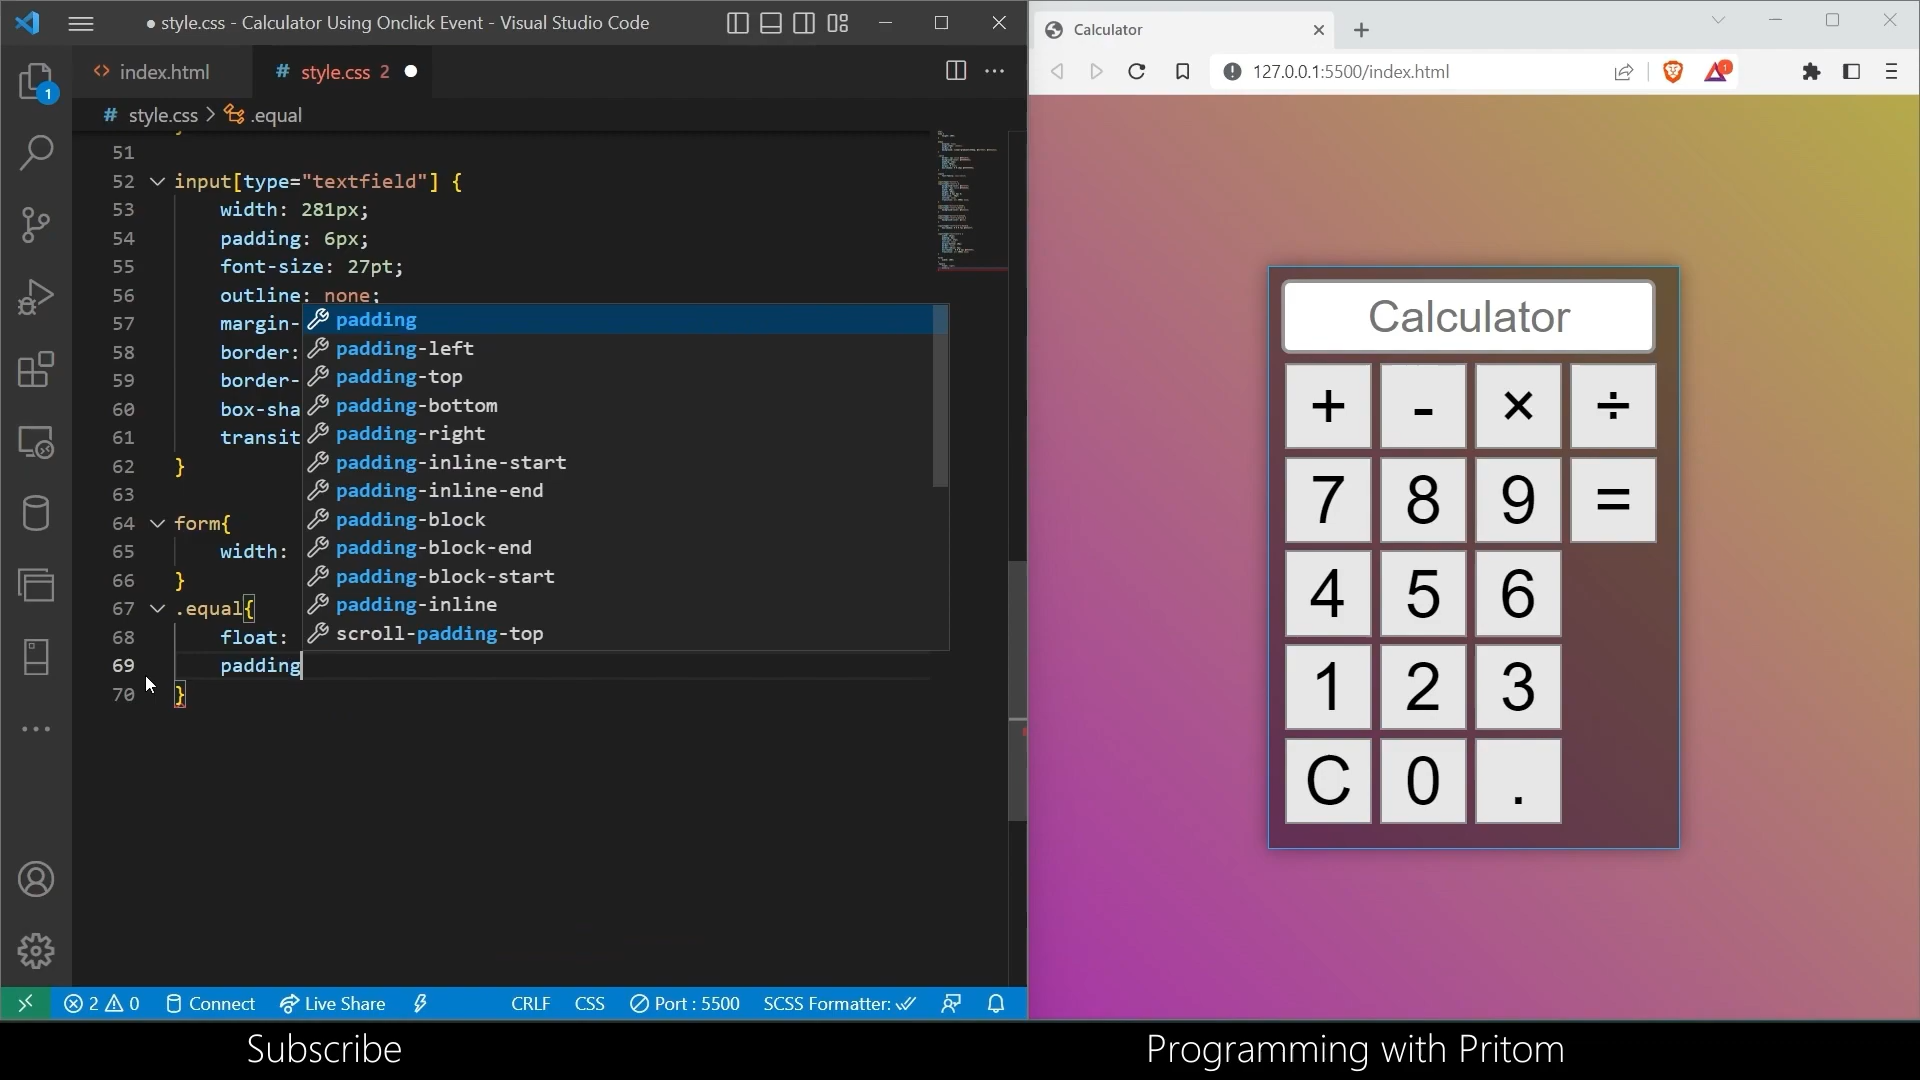 ● style.css - Calculator Using Onclick Event - Visual Studio Code
index.html
# style.css 2 ●
# style.css > .equal
1
51
52 input[type="textfield"] {
53 width: 281px;
54 padding: 6px;
55 font-size: 27pt;
56 outline: none;
57 margin-
58 border:
59 border-
60 box-sha
61 transit
62 }
63
64 form{
65 width:
66 }
67 .equal{
68 float:
69 padding
70 }
padding
padding-left
padding-top
padding-bottom
padding-right
padding-inline-start
padding-inline-end
padding-block
padding-block-end
padding-block-start
padding-inline
scroll-padding-top
2 0 Connect Live Share CRLF CSS Port : 5500 SCSS Formatter:
Calculator
127.0.0.1:5500/index.html
1
Calculator
+ - × ÷
7 8 9 =
4 5 6
1 2 3
C 0 .
Subscribe
Programming with Pritom